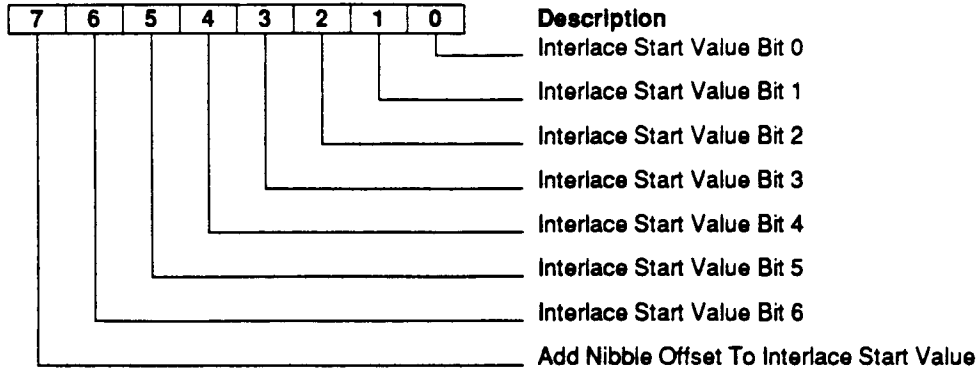 7 6 5 4 3 2 1 0 Description
Interlace Start Value Bit 0
Interlace Start Value Bit 1
Interlace Start Value Bit 2
Interlace Start Value Bit 3
Interlace Start Value Bit 4
Interlace Start Value Bit 5
Interlace Start Value Bit 6
Add Nibble Offset To Interlace Start Value